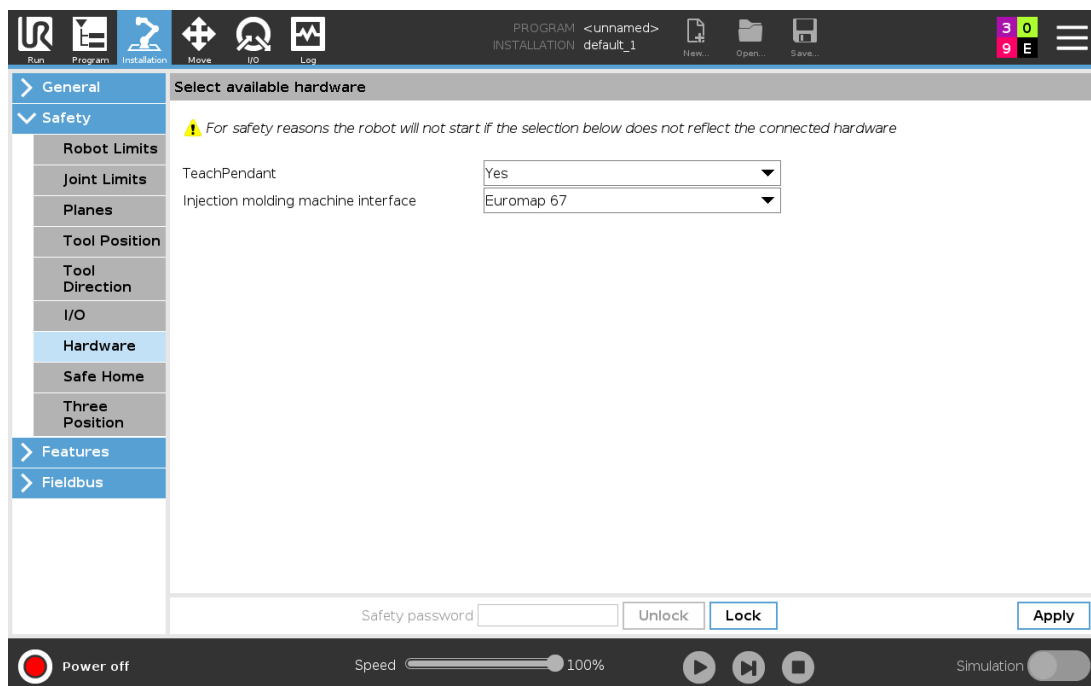 PROGRAM <unnamed>
INSTALLATION default_1
UR
Run
Program
Installation
Move
I/O
Log
New...
Open...
Save...
3 0
9 E
General
Safety
Robot Limits
Joint Limits
Planes
Tool Position
Tool
Direction
I/O
Hardware
Safe Home
Three
Position
Features
Fieldbus
Select available hardware
For safety reasons the robot will not start if the selection below does not reflect the connected hardware
TeachPendant Yes
Injection molding machine interface Euromap 67
Safety password Unlock Lock Apply
Power off Speed 100% Simulation